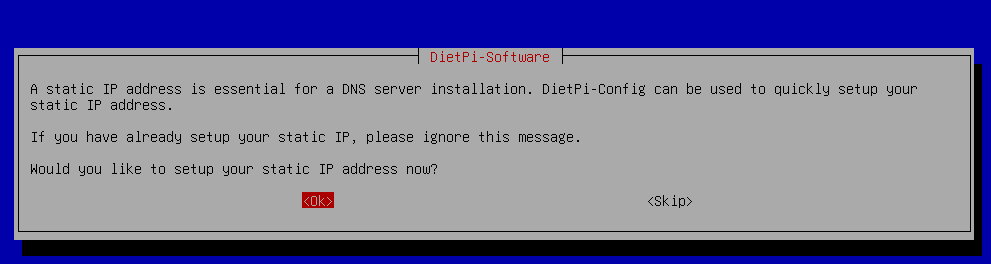 DietPi-Software
A static IP address is essential for a DNS server installation. DietPi-Config can be used to quickly setup your
static IP address.
If you have already setup your static IP, please ignore this message.
Would you like to setup your static IP address now?
<Ok> <Skip>